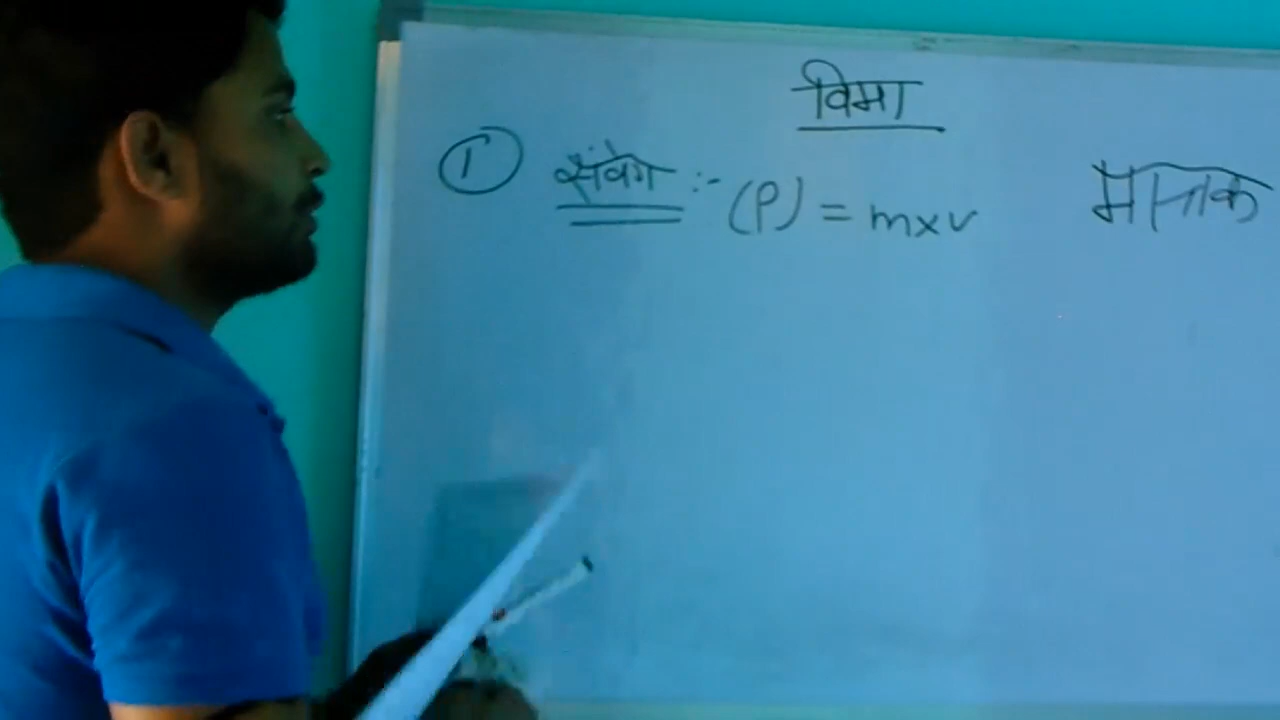 विमा
① संवेग :- (P) = m×v मात्रक